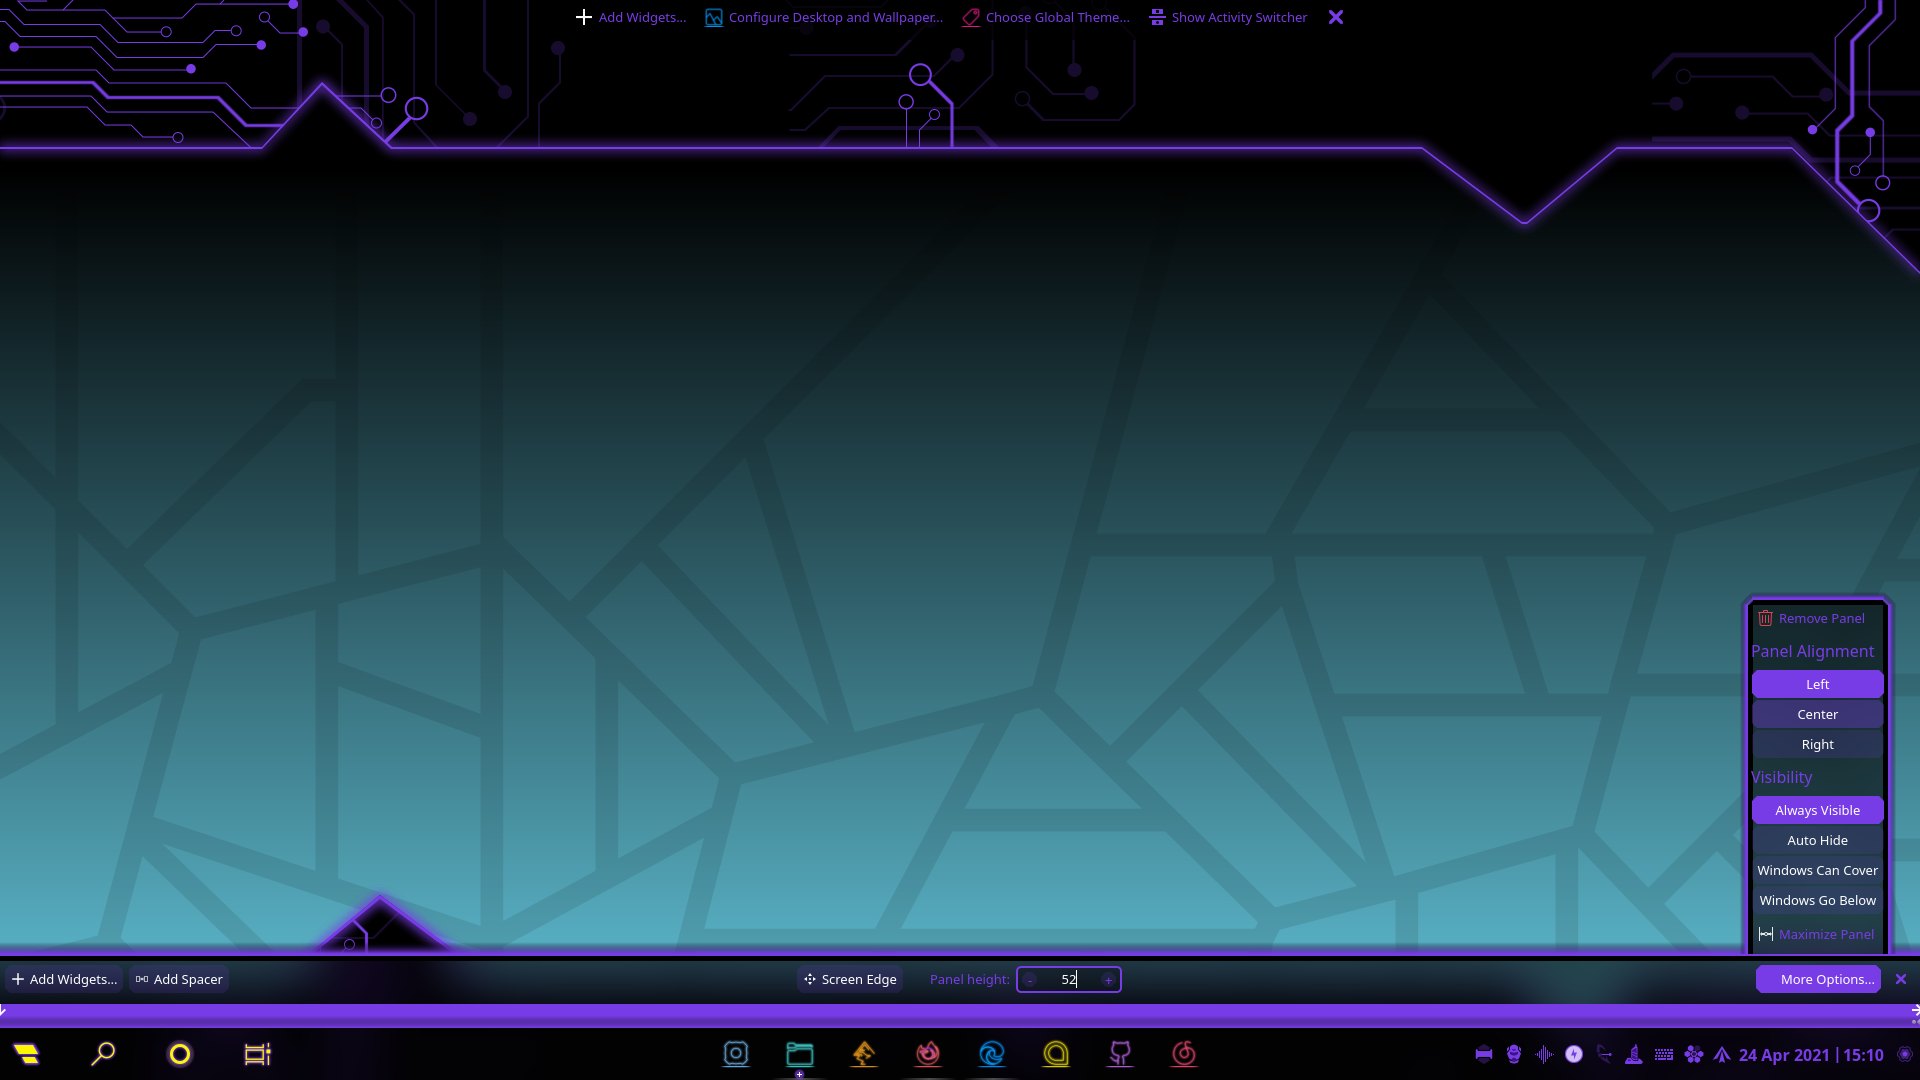 Add Widgets...
Configure Desktop and Wallpaper...
Choose Global Theme...
Show Activity Switcher
Remove Panel
Panel Alignment
Left
Center
Right
Visibility
Always Visible
Auto Hide
Windows Can Cover
Windows Go Below
Maximize Panel
Add Widgets...
Add Spacer
Screen Edge
Panel height:
- 52 +
More Options...
24 Apr 2021 | 15:10